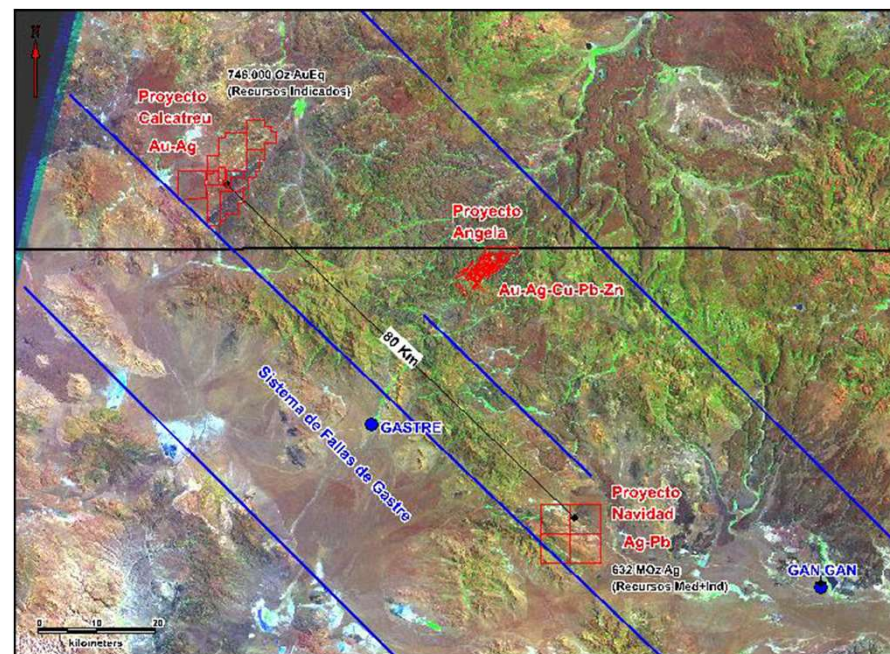 N
746.000 Oz AuEq
(Recursos Indicados)
Proyecto
Calcatreu
Au-Ag
Proyecto
Angela
Au-Ag-Cu-Pb-Zn
80 Km
Sistema de Fallas de Gastre
GASTRE
Proyecto
Navidad
Ag-Pb
632 MOz Ag
(Recursos Med+Ind)
GAN GAN
0 10 20
kilometers